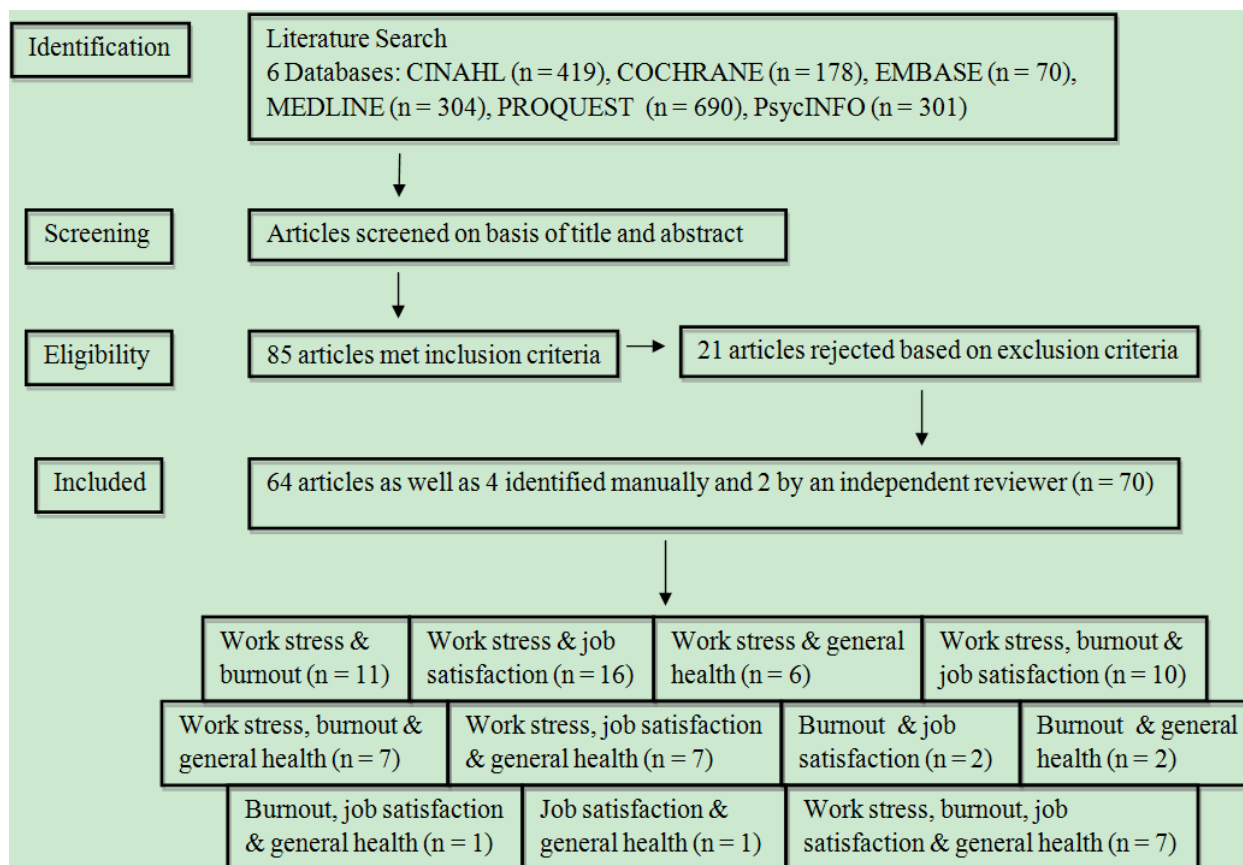 Identification
Literature Search
6 Databases: CINAHL (n = 419), COCHRANE (n = 178), EMBASE (n = 70),
MEDLINE (n = 304), PROQUEST (n = 690), PsycINFO (n = 301)
Screening
Articles screened on basis of title and abstract
Eligibility
85 articles met inclusion criteria
21 articles rejected based on exclusion criteria
Included
64 articles as well as 4 identified manually and 2 by an independent reviewer (n = 70)
Work stress &
burnout (n = 11)
Work stress & job
satisfaction (n = 16)
Work stress & general
health (n = 6)
Work stress, burnout &
job satisfaction (n = 10)
Work stress, burnout &
general health (n = 7)
Work stress, job satisfaction
& general health (n = 7)
Burnout & job
satisfaction (n = 2)
Burnout & general
health (n = 2)
Burnout, job satisfaction
& general health (n = 1)
Job satisfaction &
general health (n = 1)
Work stress, burnout, job
satisfaction & general health (n = 7)